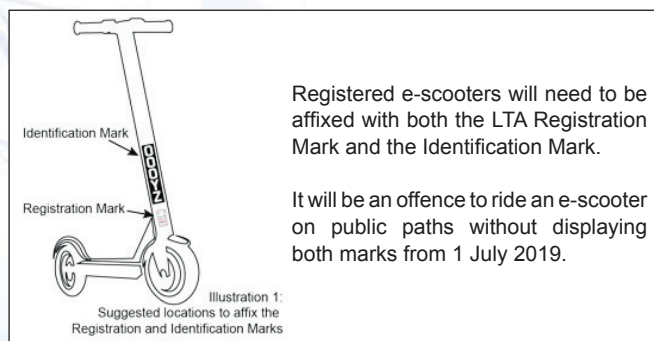 Identification Mark
000YZ
Registration Mark
Illustration 1:
Suggested locations to affix the
Registration and Identification Marks
Registered e-scooters will need to be
affixed with both the LTA Registration
Mark and the Identification Mark.
It will be an offence to ride an e-scooter
on public paths without displaying
both marks from 1 July 2019.